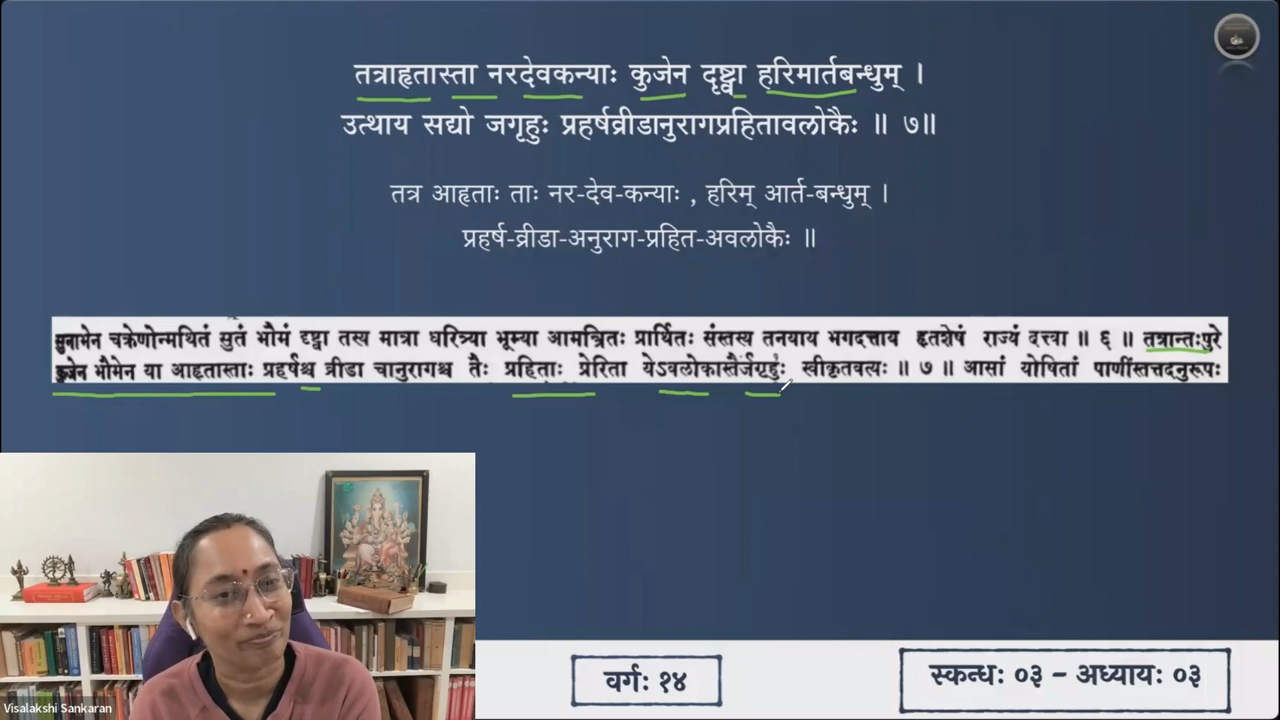 तत्राहृतास्ता नरदेवकन्याः कुजेन दृष्ट्वा हरिमार्तबन्धुम् ।
उत्थाय सद्यो जगृहुः प्रहर्षव्रीडानुरागप्रहितावलोकैः ॥ ७॥
तत्र आहृताः ताः नर-देव-कन्याः , हरिम् आर्त-बन्धुम् ।
प्रहर्ष-व्रीडा-अनुराग-प्रहित-अवलोकैः ॥
सुनाभेन चक्रेणोन्मथितं सुतं भौमं दृष्ट्वा तस्य मात्रा धरित्र्या भूम्या आमन्त्रितः प्रार्थितः संस्तस्य तनयाय भगदत्ताय हृतशेषं राज्यं दत्त्वा ॥ ६ ॥ तत्रान्तःपुरे
कुजेन भौमेन या आहृतास्ताः प्रहर्षश्च व्रीडा चानुरागश्च तैः प्रहिताः प्रेरिता येऽवलोकास्तैर्जगृहुः स्वीकृतवत्यः ॥ ७ ॥ आसां योषितां पाणींस्तत्तदनुरूपः
Visalakshi Sankaran
वर्गः १४
स्कन्धः ०३ – अध्यायः ०३